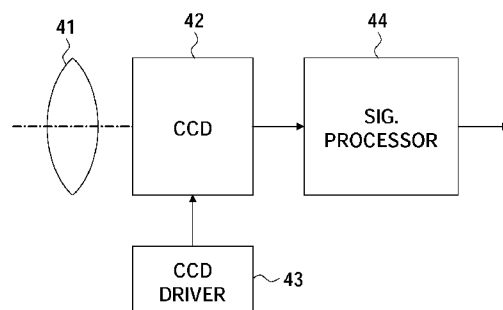 41
42
44
CCD
SIG.
PROCESSOR
CCD
DRIVER
43